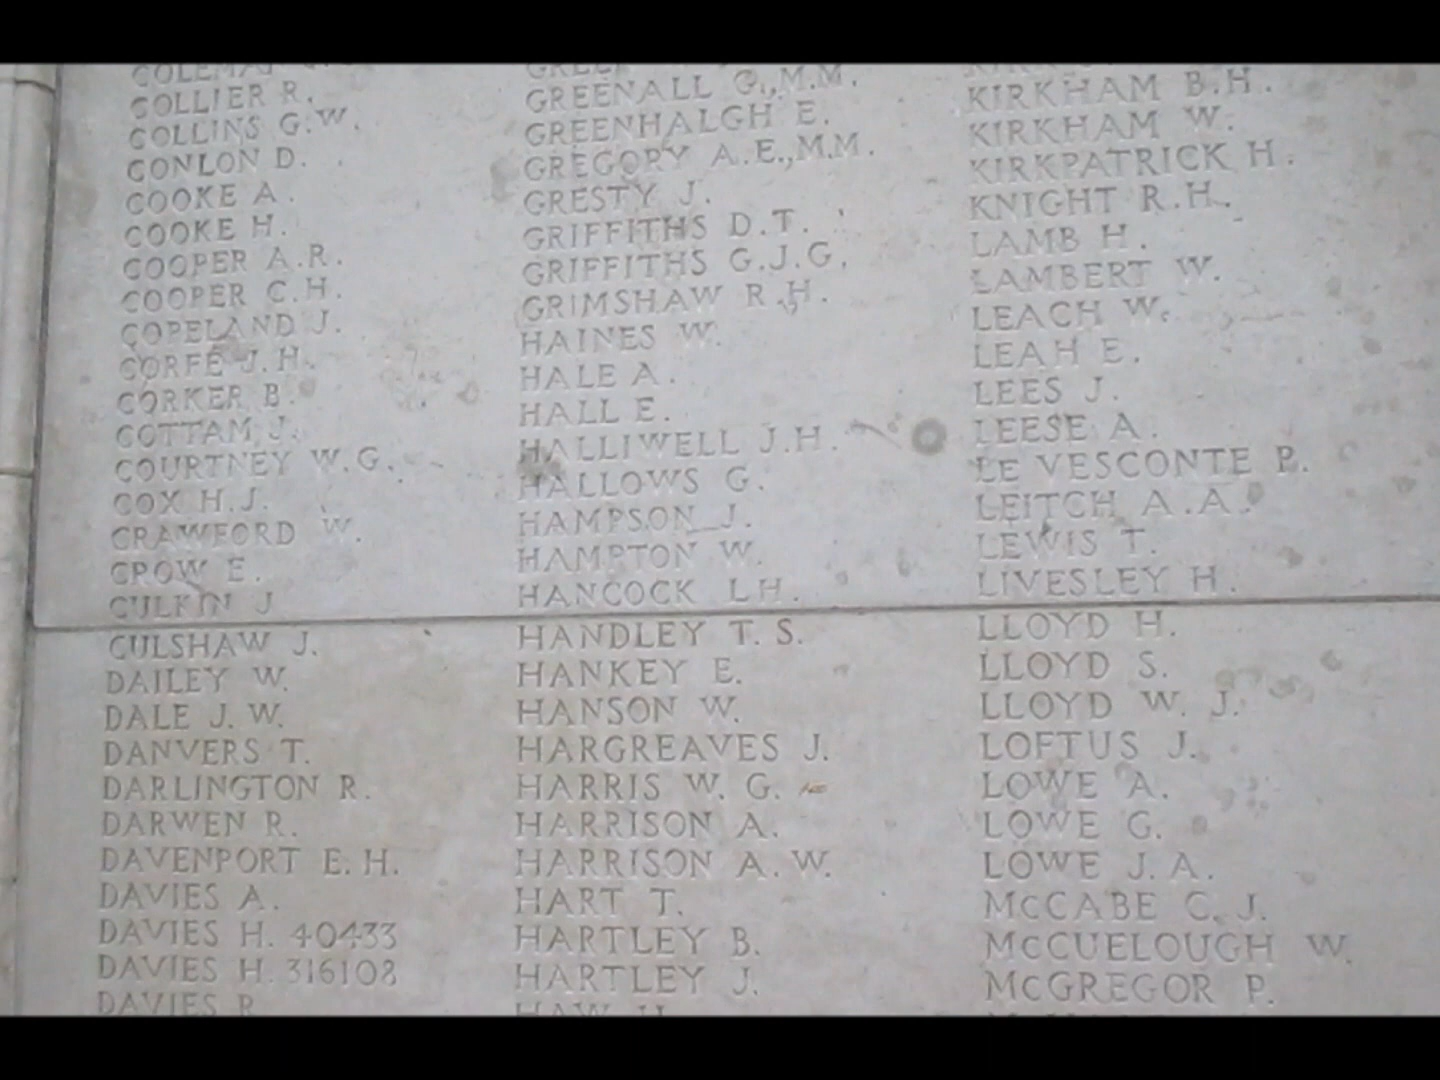 COLLIER R.
COLLINS G.W.
CONLON D.
COOKE A.
COOKE H.
COOPER A.R.
COOPER C.H.
COPELAND J.
CORFE J.H.
CORKER B.
COTTAM J.
COURTNEY W.G.
COX H.J.
CRAWFORD W.
CROW E.
CULKIN J
CULSHAW J.
DAILEY W.
DALE J.W.
DANVERS T.
DARLINGTON R.
DARWEN R.
DAVENPORT E.H.
DAVIES A.
DAVIES H. 40433
DAVIES H. 316108
DAVIES R
GREENALL G., M.M.
GREENHALGH E.
GREGORY A.E., M.M.
GRESTY J.
GRIFFITHS D.T.
GRIFFITHS G.J.G.
GRIMSHAW R.H.
HAINES W.
HALE A.
HALL E.
HALLIWELL J.H.
HALLOWS G.
HAMPSON J.
HAMPTON W.
HANCOCK L.H.
HANDLEY T. S.
HANKEY E.
HANSON W.
HARGREAVES J.
HARRIS W. G.
HARRISON A.
HARRISON A.W.
HART T.
HARTLEY B.
HARTLEY J.
HAW H
KIRKHAM B.H.
KIRKHAM W.
KIRKPATRICK H.
KNIGHT R.H.
LAMB H.
LAMBERT W.
LEACH W.
LEAH E.
LEES J.
LEESE A.
LE VESCONTE P.
LEITCH A.A.
LEWIS T.
LIVESLEY H.
LLOYD H.
LLOYD S.
LLOYD W. J.
LOFTUS J.
LOWE A.
LOWE G.
LOWE J.A.
McCABE C.J.
McCUELOUGH W.
McGREGOR P.